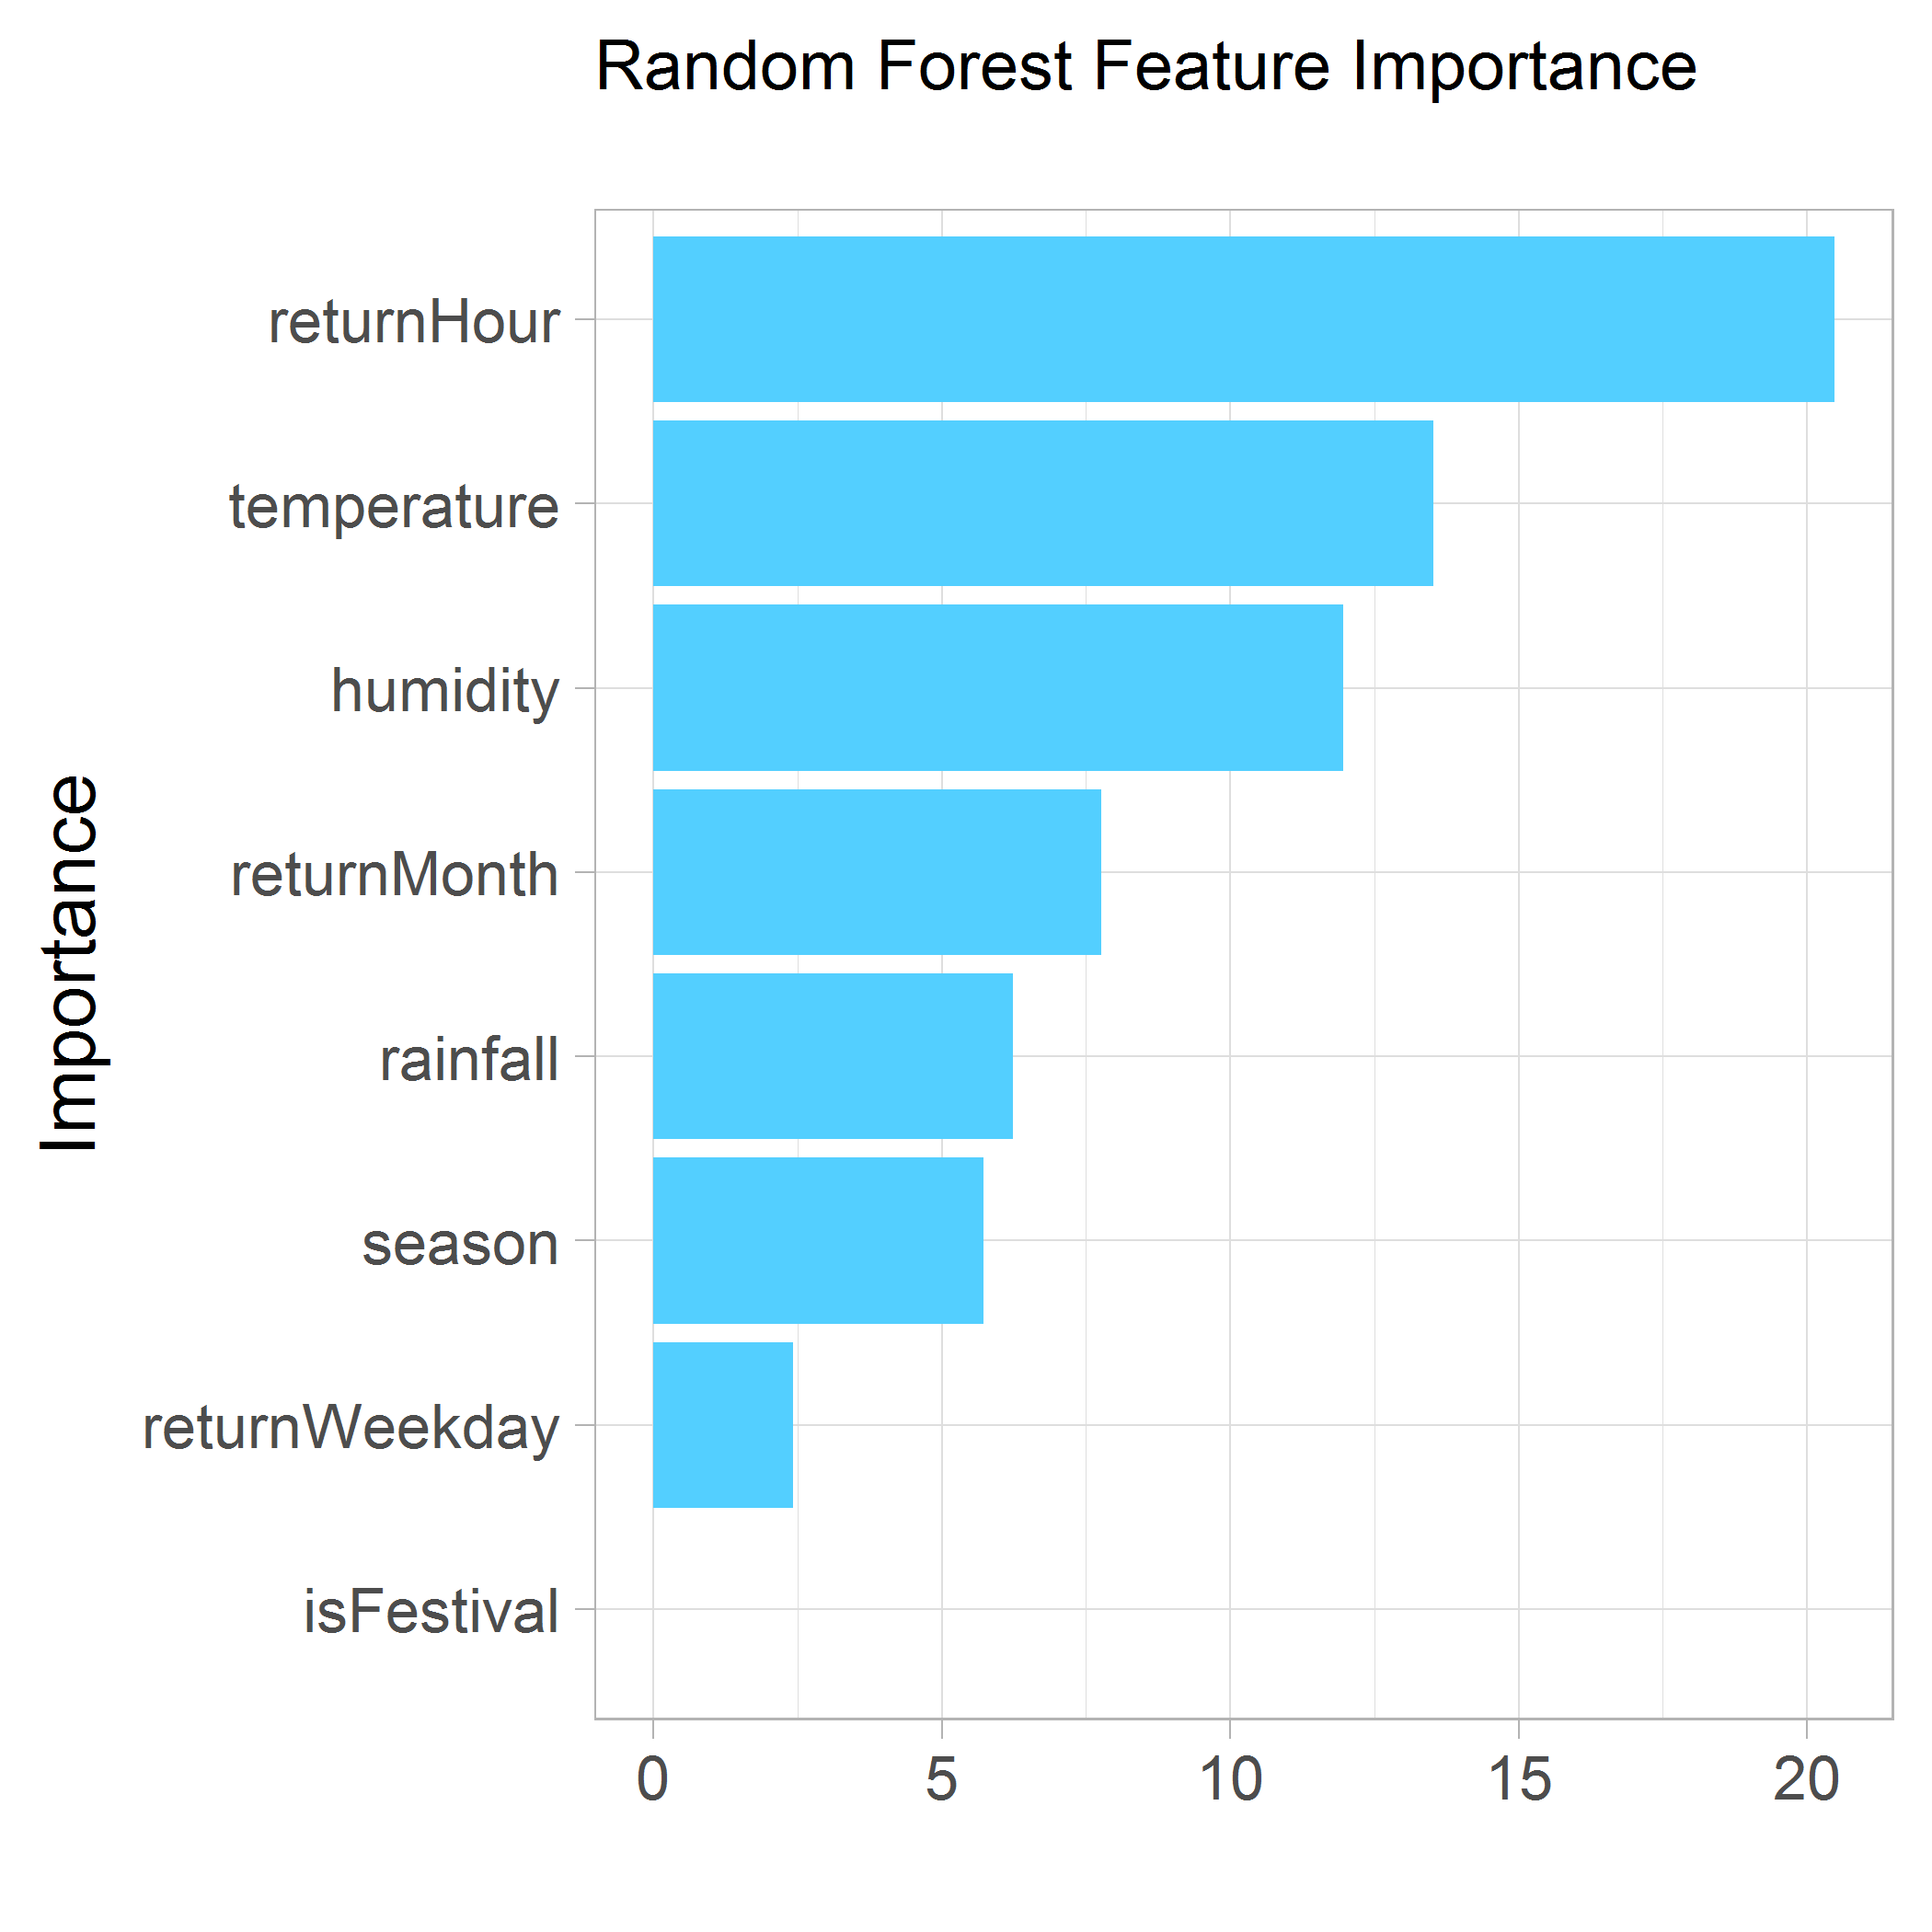 Random Forest Feature Importance
Importance
returnHour
temperature
humidity
returnMonth
rainfall
season
returnWeekday
isFestival
0 5 10 15 20